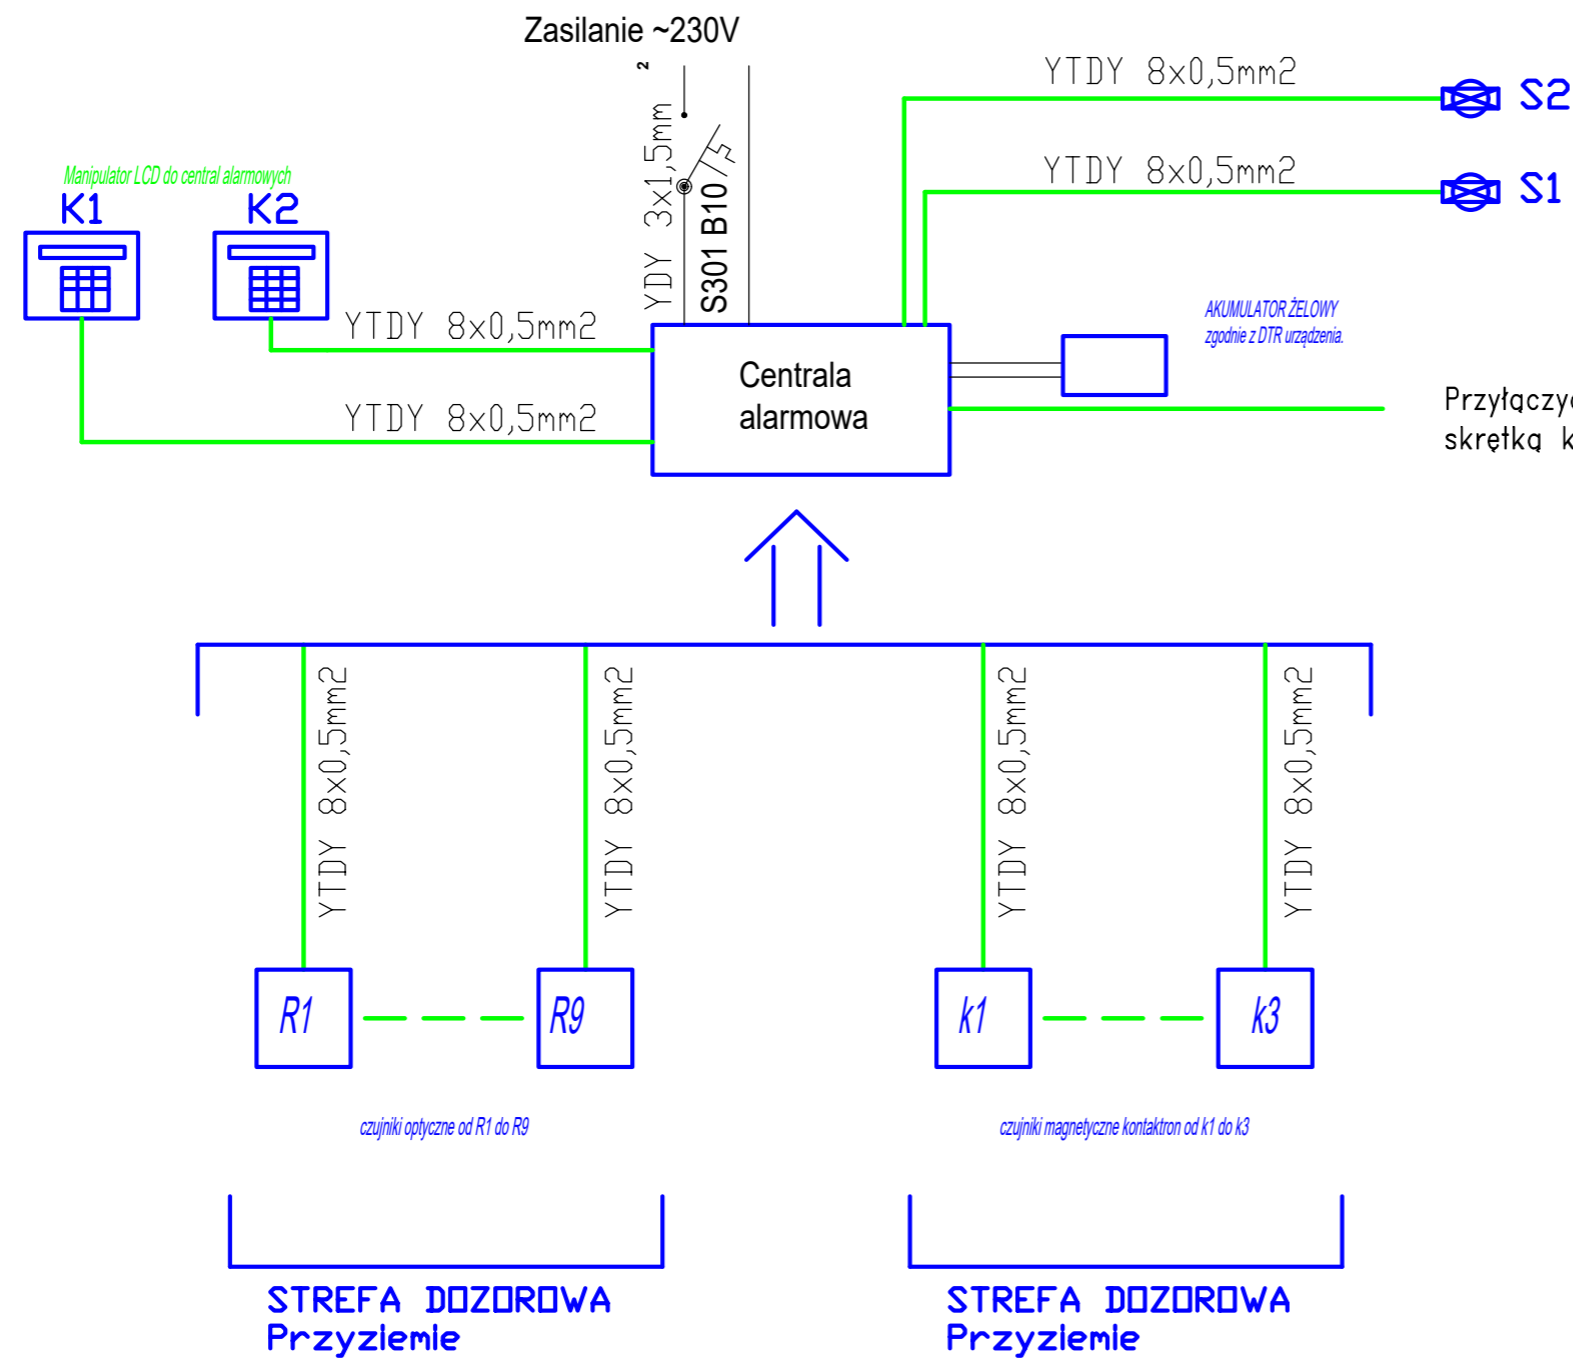 Zasilanie ~230V
YDY 3x1,5mm 2
S301 B10
YTDY 8x0,5mm2
S2
YTDY 8x0,5mm2
S1
Manipulator LCD do central alarmowych
K1
K2
YTDY 8x0,5mm2
YTDY 8x0,5mm2
Centrala
alarmowa
AKUMULATOR ŻELOWY
zgodnie z DTR urządzenia.
skrętką k
YTDY 8x0,5mm2
YTDY 8x0,5mm2
YTDY 8x0,5mm2
YTDY 8x0,5mm2
R1
R9
k1
k3
czujniki optyczne od R1 do R9
czujniki magnetyczne kontaktron od k1 do k3
STREFA DOZOROWA
Przyziemie
STREFA DOZOROWA
Przyziemie